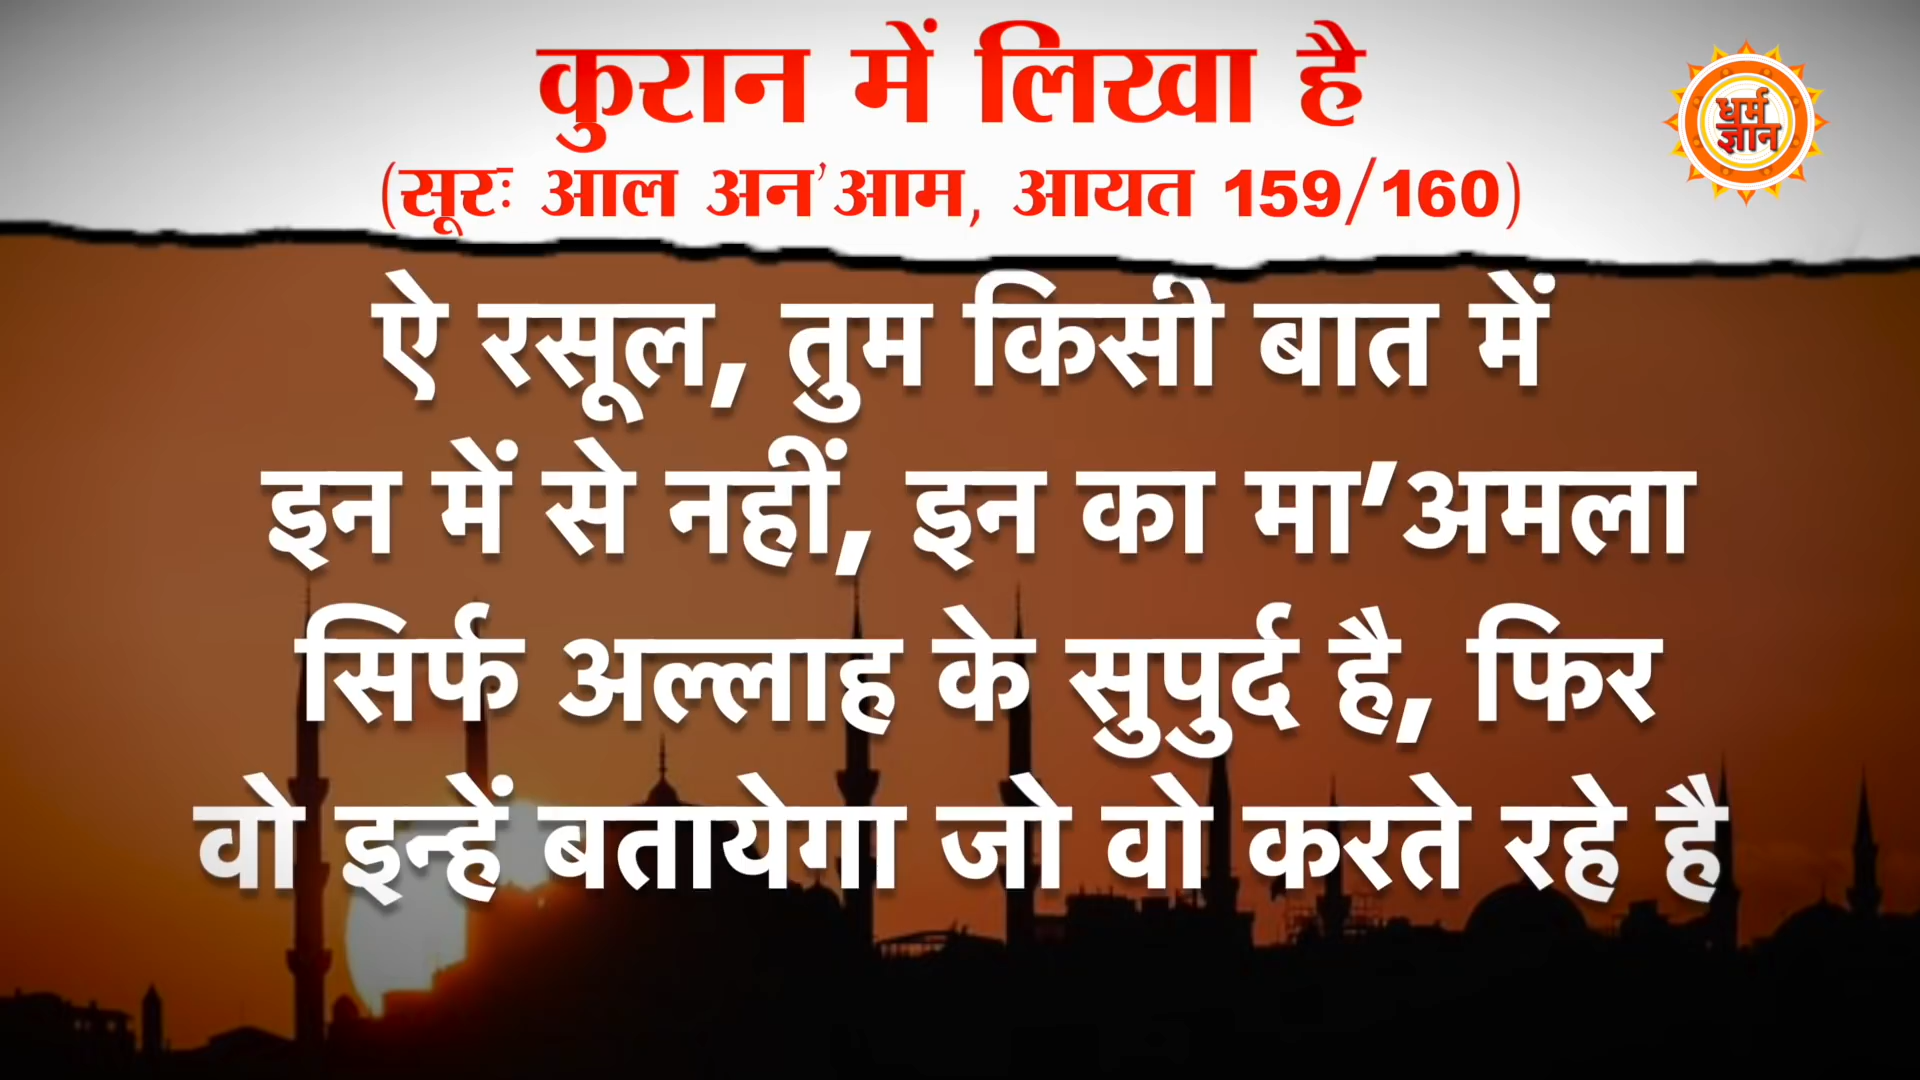 कुरान में लिखा है
(सूरः आल अन'आम, आयत 159/160)
धर्म
ज्ञान
ऐ रसूल, तुम किसी बात में
इन में से नहीं, इन का मा'अमला
सिर्फ अल्लाह के सुपुर्द है, फिर
वो इन्हें बतायेगा जो वो करते रहे है